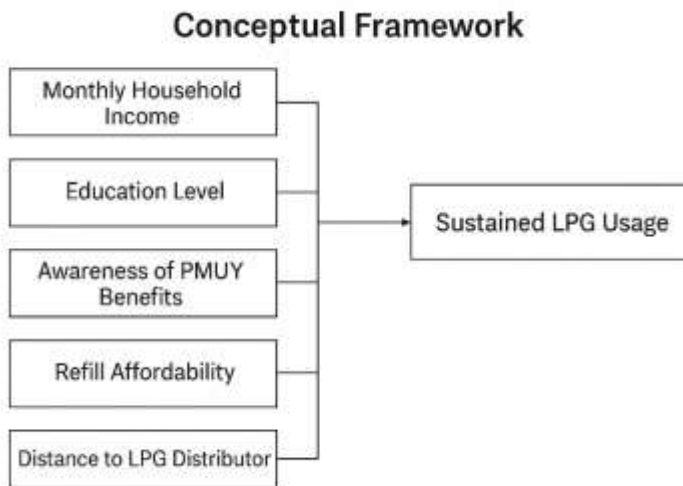 Conceptual Framework
Monthly Household
Income
Education Level
Awareness of PMUY
Benefits
Refill Affordability
Distance to LPG Distributor
Sustained LPG Usage